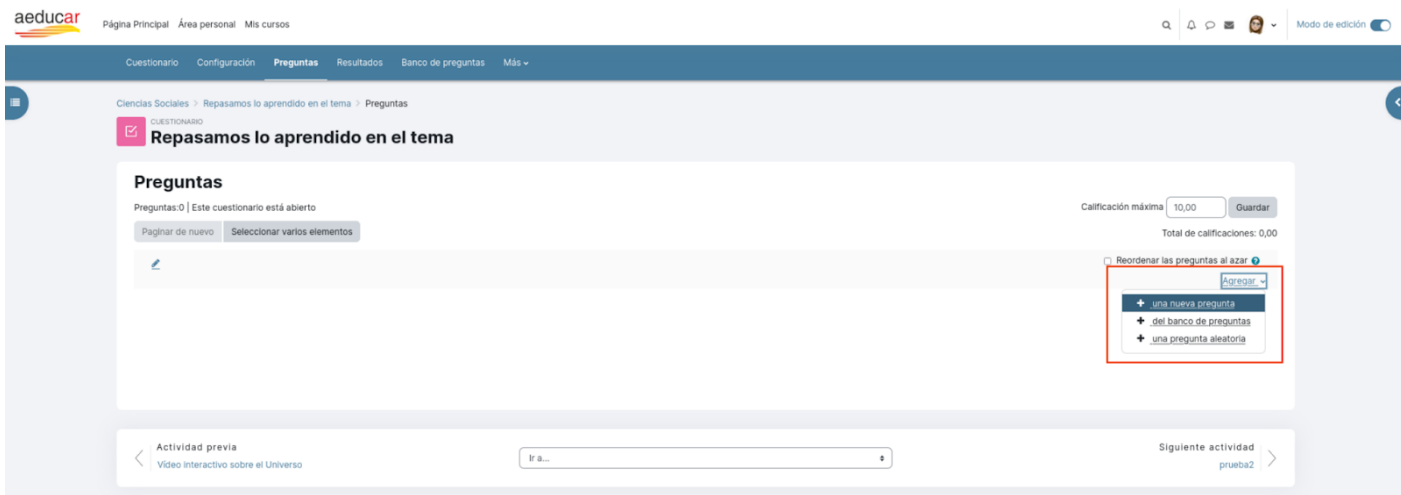 aeducar
Página Principal Área personal Mis cursos
Modo de edición
Cuestionario Configuración Preguntas Resultados Banco de preguntas Más
Ciencias Sociales > Repasamos lo aprendido en el tema > Preguntas
CUESTIONARIO
Repasamos lo aprendido en el tema
Preguntas
Preguntas:0 | Este cuestionario está abierto
Calificación máxima 10,00 Guardar
Paginar de nuevo Seleccionar varios elementos
Total de calificaciones: 0,00
Reordenar las preguntas al azar
Agregar
una nueva pregunta
del banco de preguntas
una pregunta aleatoria
Actividad previa
Vídeo interactivo sobre el Universo
Ir a...
Siguiente actividad
prueba2